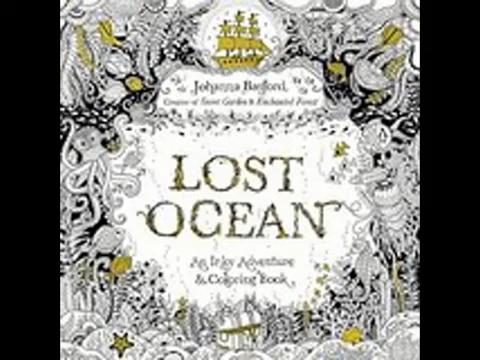 Johanna Basford,
Creator of Secret Garden & Enchanted Forest
LOST
OCEAN
An Inky Adventure
& Coloring Book